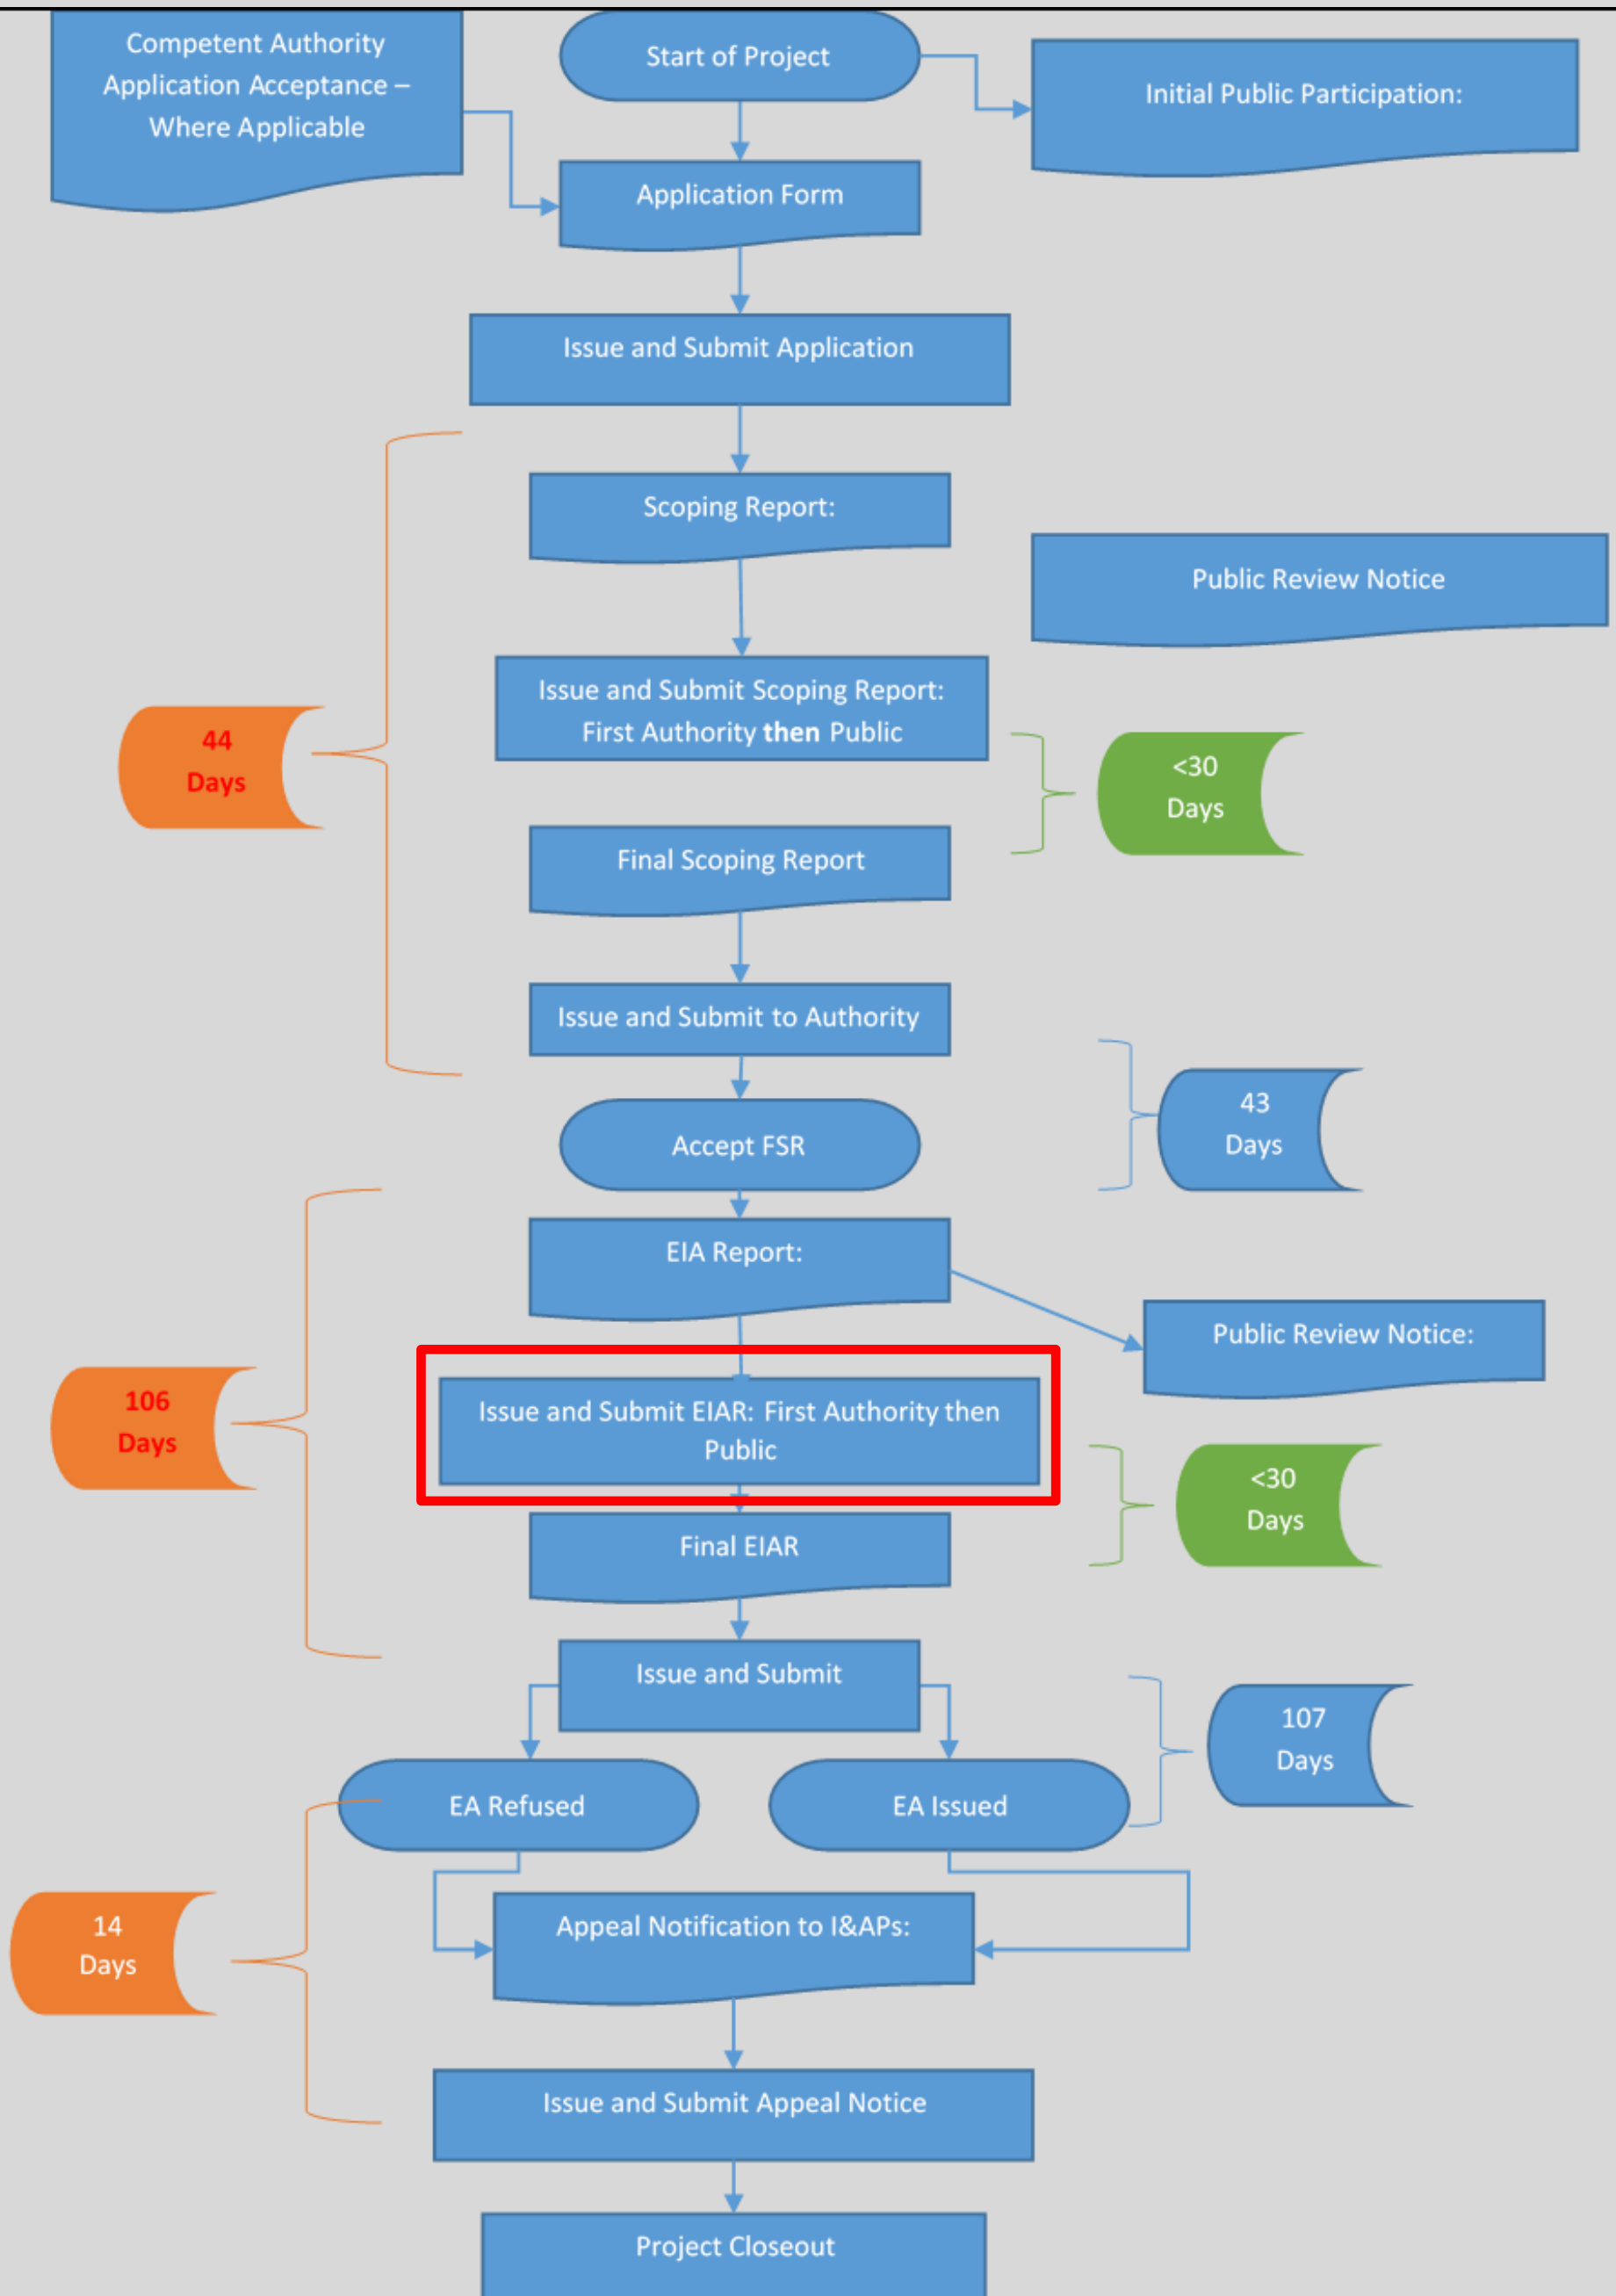 Competent Authority
Application Acceptance –
Where Applicable
Start of Project
Initial Public Participation:
Application Form
Issue and Submit Application
Scoping Report:
Public Review Notice
Issue and Submit Scoping Report:
First Authority then Public
44
Days
<30
Days
Final Scoping Report
Issue and Submit to Authority
43
Days
Accept FSR
EIA Report:
Public Review Notice:
106
Days
Issue and Submit EIAR: First Authority then
Public
<30
Days
Final EIAR
Issue and Submit
107
Days
EA Refused
EA Issued
14
Days
Appeal Notification to I&APs:
Issue and Submit Appeal Notice
Project Closeout